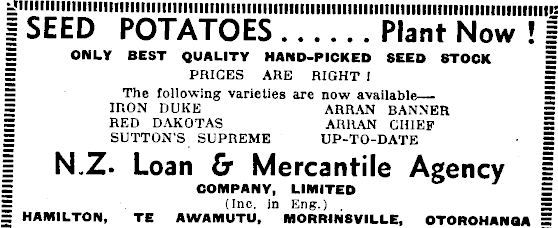 SEED POTATOES...... Plant Now !
ONLY BEST QUALITY HAND-PICKED SEED STOCK
PRICES ARE RIGHT !
The following varieties are now available—
IRON DUKE ARRAN BANNER
RED DAKOTAS ARRAN CHIEF
SUTTON'S SUPREME UP-TO-DATE
N.Z. Loan & Mercantile Agency
COMPANY, LIMITED
(Inc. in Eng.)
HAMILTON, TE AWAMUTU, MORRINSVILLE, OTOROHANGA